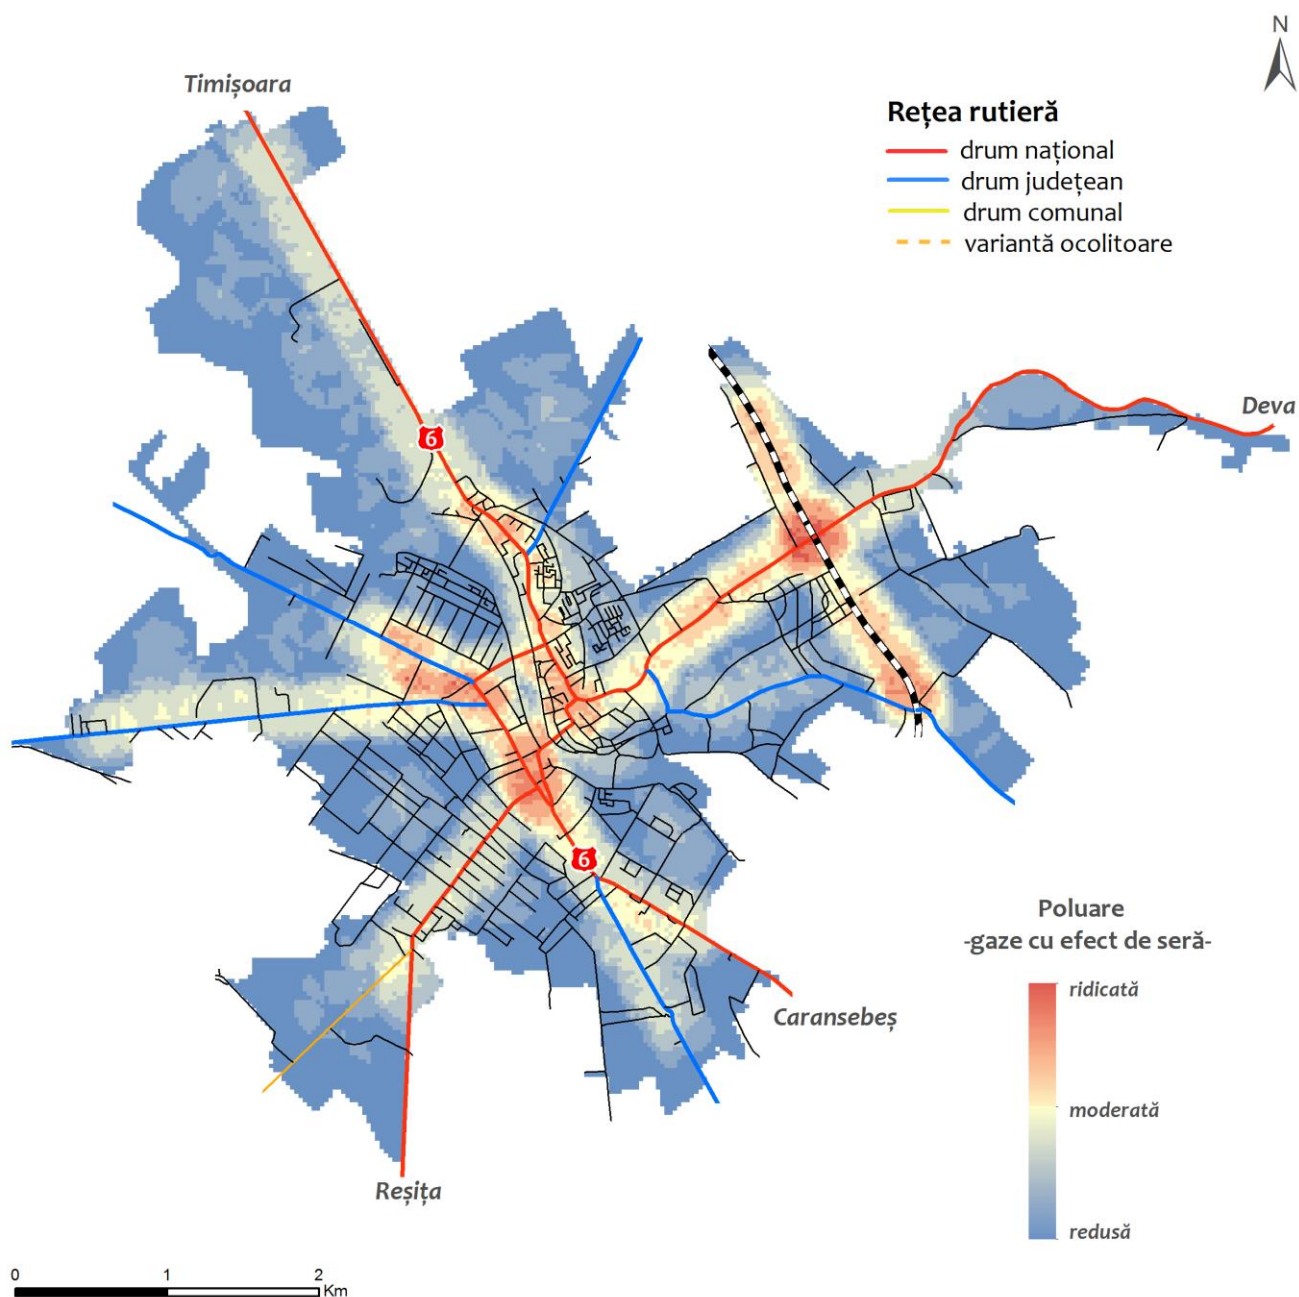 N
Timișoara
Rețea rutieră
drum național
drum județean
drum comunal
variantă ocolitoare
Deva
6
6
Poluare
-gaze cu efect de seră-
ridicată
moderată
redusă
Caransebeș
Reșița
0 1 2
Km